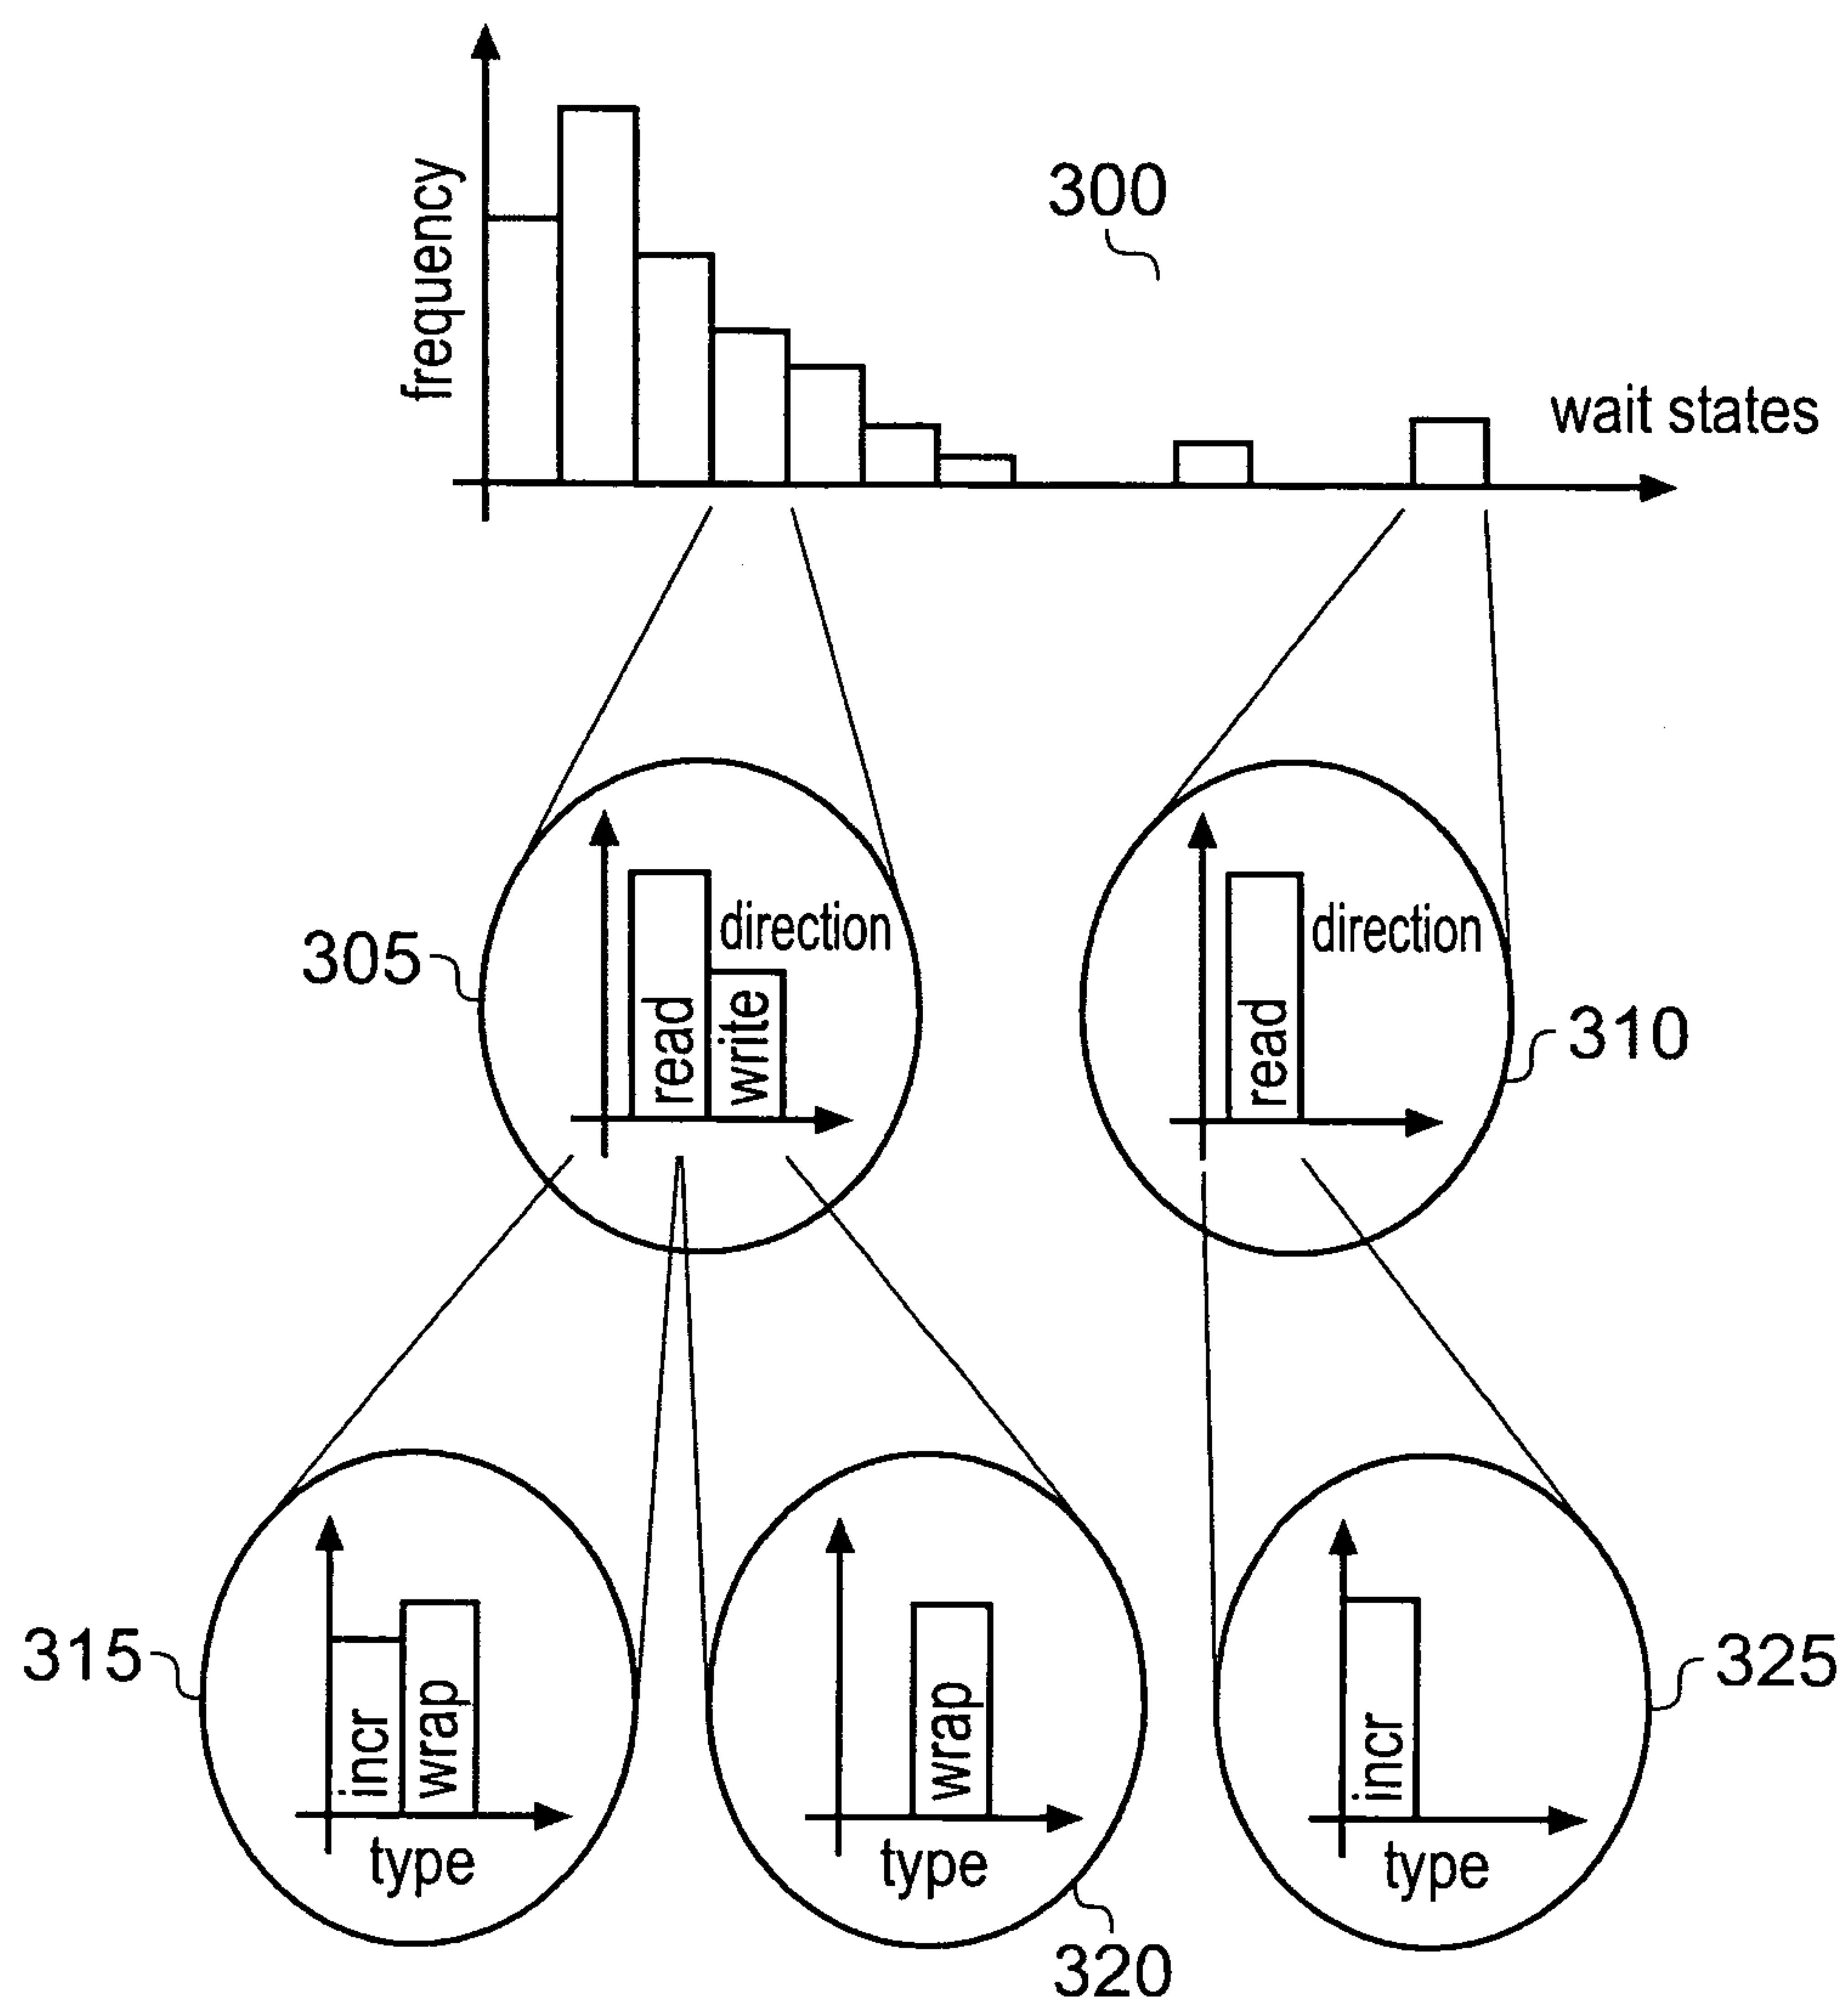 300
frequency
wait states
direction
direction
305
read
write
read
310
315
incr
wrap
wrap
incr
325
type
type
type
320